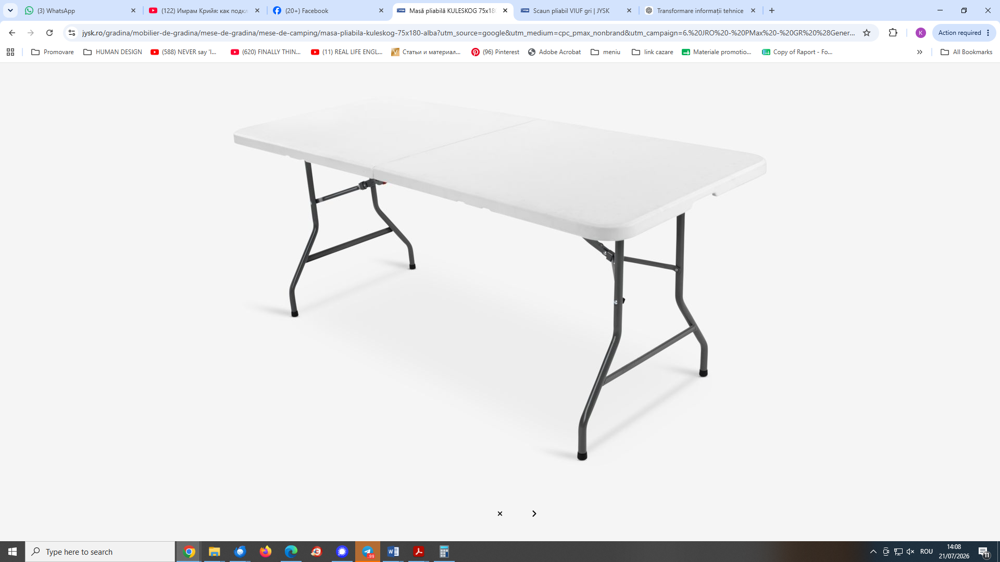 (3) WhatsApp
(122) Имрам Крийя: как подкл
(20+) Facebook
JYSK Masă pliabilă KULESKOG 75x180
JYSK Scaun pliabil VIUF gri | JYSK
Transformare informații tehnice
jysk.ro/gradina/mobilier-de-gradina/mese-de-gradina/mese-de-camping/masa-pliabila-kuleskog-75x180-alba?utm_source=google&utm_medium=cpc_pmax_nonbrand&utm_campaign=6.%20JRO%20-%20PMax%20-%20GR%20%28Gener...
K
Action required
Promovare
HUMAN DESIGN
(588) NEVER say 'I...
(620) FINALLY THIN...
(11) REAL LIFE ENGL...
Статьи и материал...
(96) Pinterest
Adobe Acrobat
meniu
link cazare
Materiale promotio...
Copy of Raport - Fo...
All Bookmarks
Type here to search
.99
W
ROU
14:08
21/07/2026
11